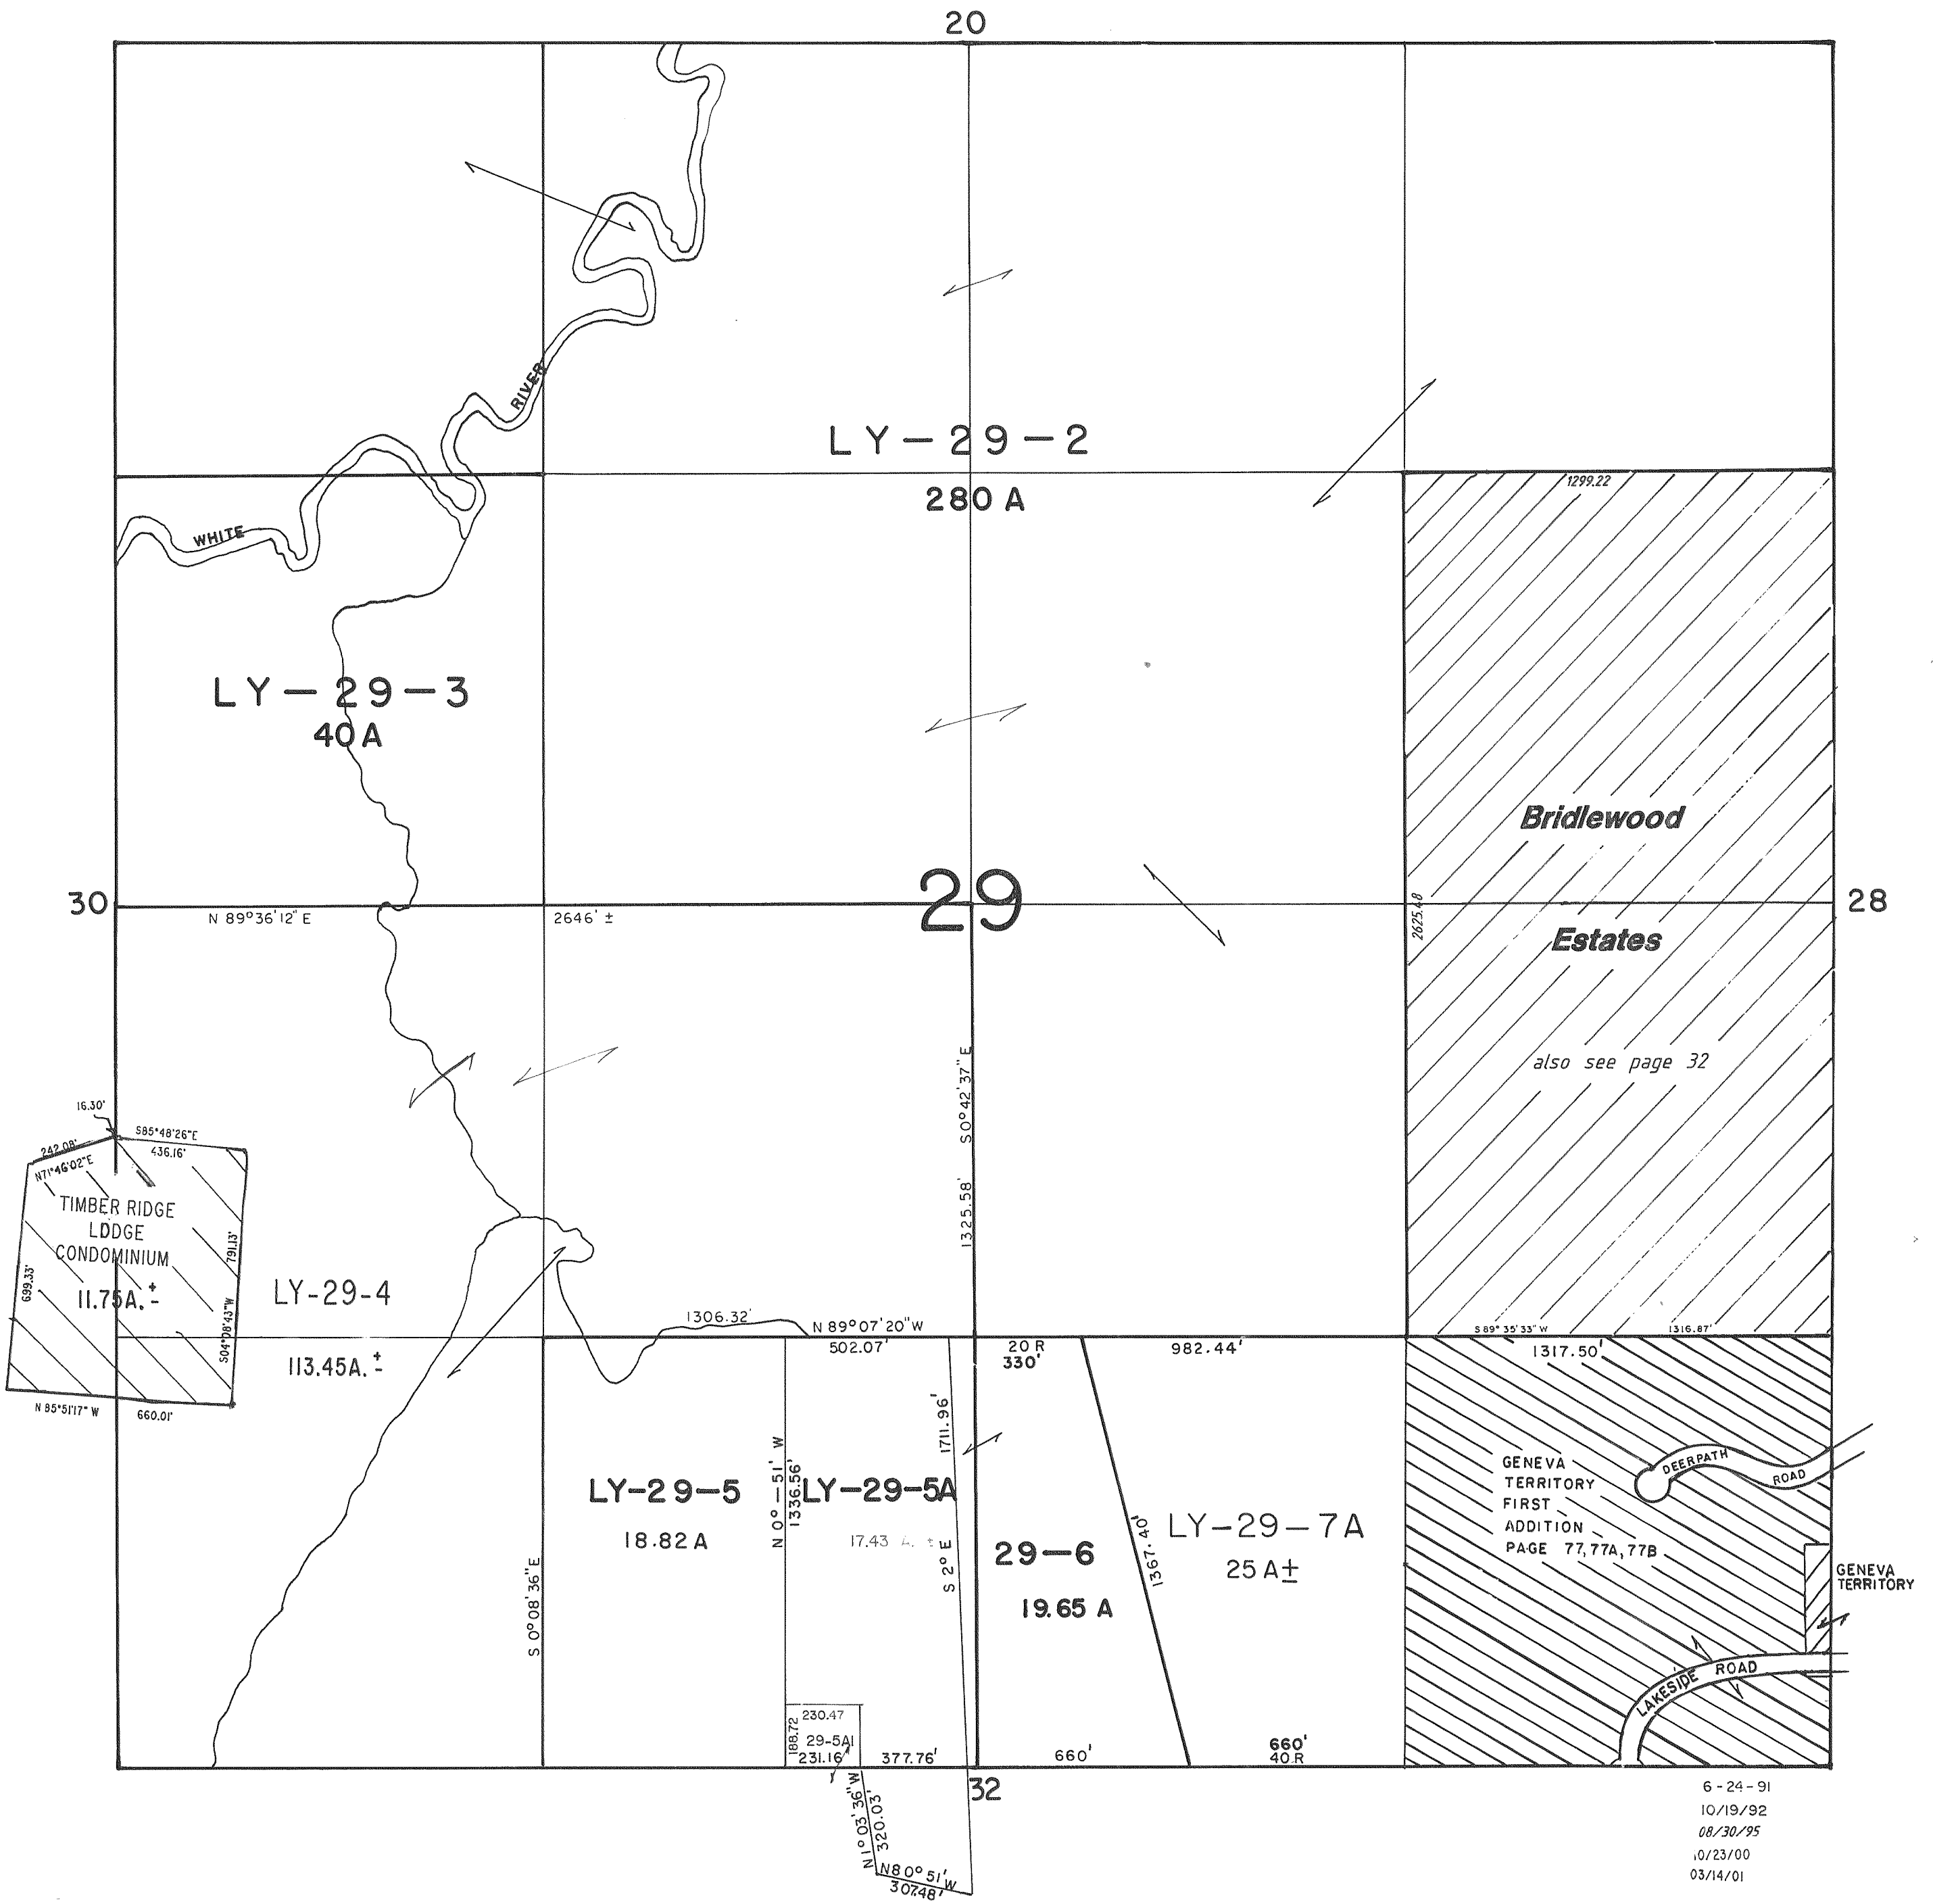 20
RIVER
LY-29-2
280 A
1299.22
WHITE
LY-29-3
40 A
Bridlewood
30
29
28
N 89°36'12" E
2646' ±
2625.48
Estates
also see page 32
S 0°42'37" E
1325.58'
16.30'
S85°48'26"E
436.16'
242.08'
N71°46'02"E
TIMBER RIDGE
LODGE
CONDOMINIUM
11.75A.±
699.33'
791.13'
S04°08'43"W
N 85°51'17" W
660.01'
LY-29-4
113.45A.±
1306.32'
N 89°07'20"W
502.07'
20 R
330'
982.44'
S 89° 35'33" W
1316.87'
1317.50'
1711.96'
S 2° E
N 0°-51' W
1336.56'
LY-29-5
18.82 A
LY-29-5A
17.43 A. ±
S 0°08'36"E
29-6
19.65 A
1367.40'
LY-29-7A
25 A±
GENEVA
TERRITORY
FIRST
ADDITION
PAGE 77,77A,77B
DEERPATH
ROAD
GENEVA
TERRITORY
LAKESIDE ROAD
230.47
188.72
29-5A1
231.16'
377.76'
660'
660'
40.R
32
N 1° 03' 36" W
320.03'
N80°51'W
307.48'
6-24-91
10/19/92
08/30/95
10/23/00
03/14/01